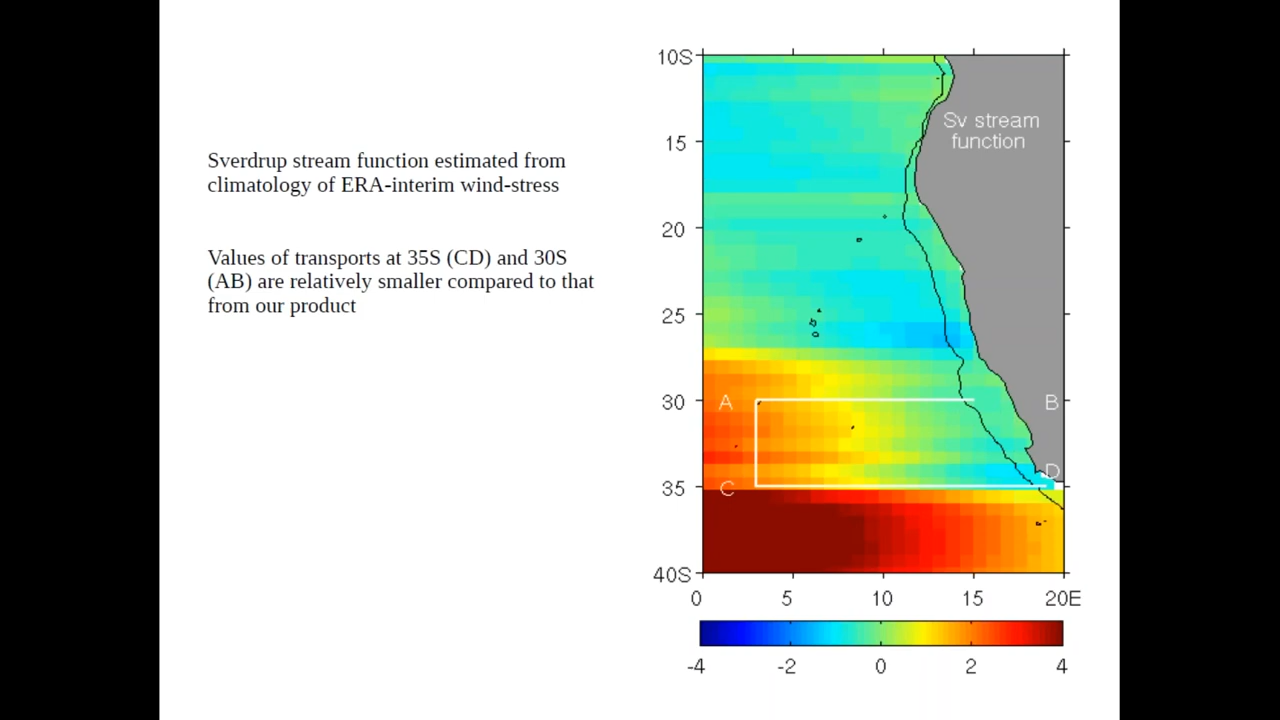 Sverdrup stream function estimated from
climatology of ERA-interim wind-stress
Values of transports at 35S (CD) and 30S
(AB) are relatively smaller compared to that
from our product
10S
15
20
25
30
35
40S
Sv stream
function
A
B
C
D
0
5
10
15
20E
-4
-2
0
2
4